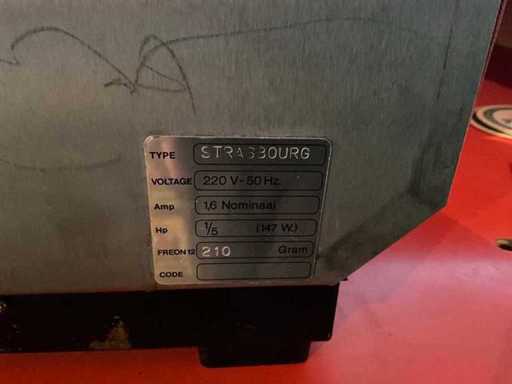 TYPE STRASBOURG
VOLTAGE 220 V-50 Hz.
Amp 1,6 Nominaal
Hp 1/5 (147 W.)
FREON 12 210 Gram
CODE